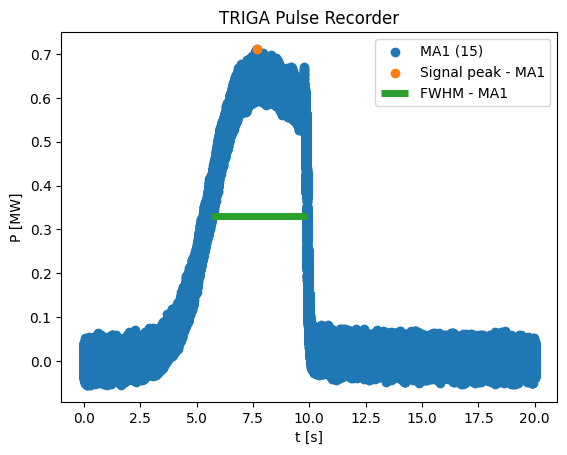 TRIGA Pulse Recorder
MA1 (15)
Signal peak - MA1
FWHM - MA1
P [MW]
0.7
0.6
0.5
0.4
0.3
0.2
0.1
0.0
0.0 2.5 5.0 7.5 10.0 12.5 15.0 17.5 20.0
t [s]